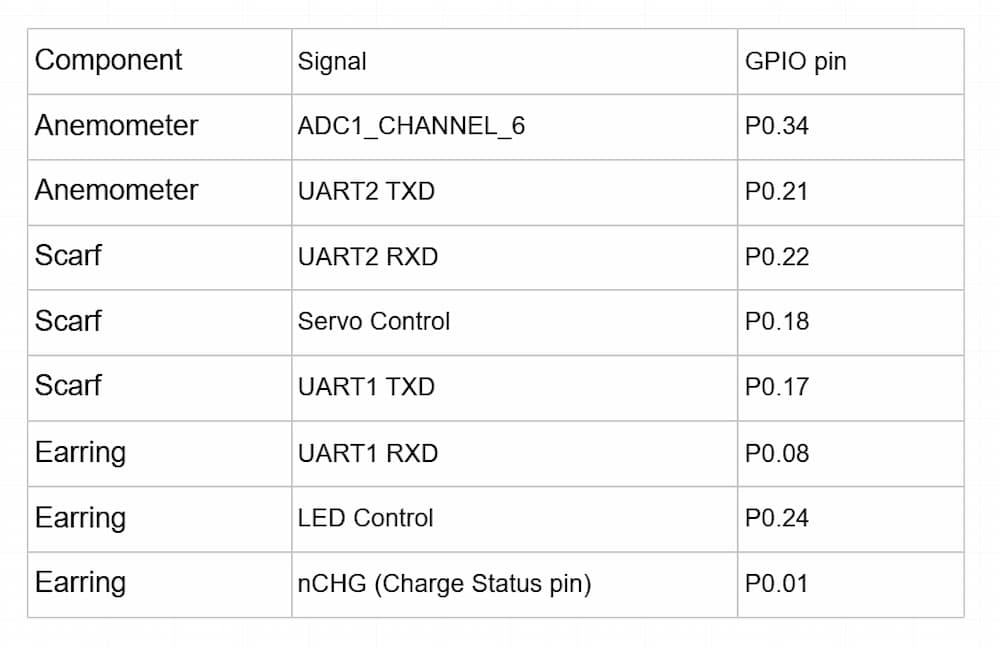 Component Signal GPIO pin
Anemometer ADC1_CHANNEL_6 P0.34
Anemometer UART2 TXD P0.21
Scarf UART2 RXD P0.22
Scarf Servo Control P0.18
Scarf UART1 TXD P0.17
Earring UART1 RXD P0.08
Earring LED Control P0.24
Earring nCHG (Charge Status pin) P0.01